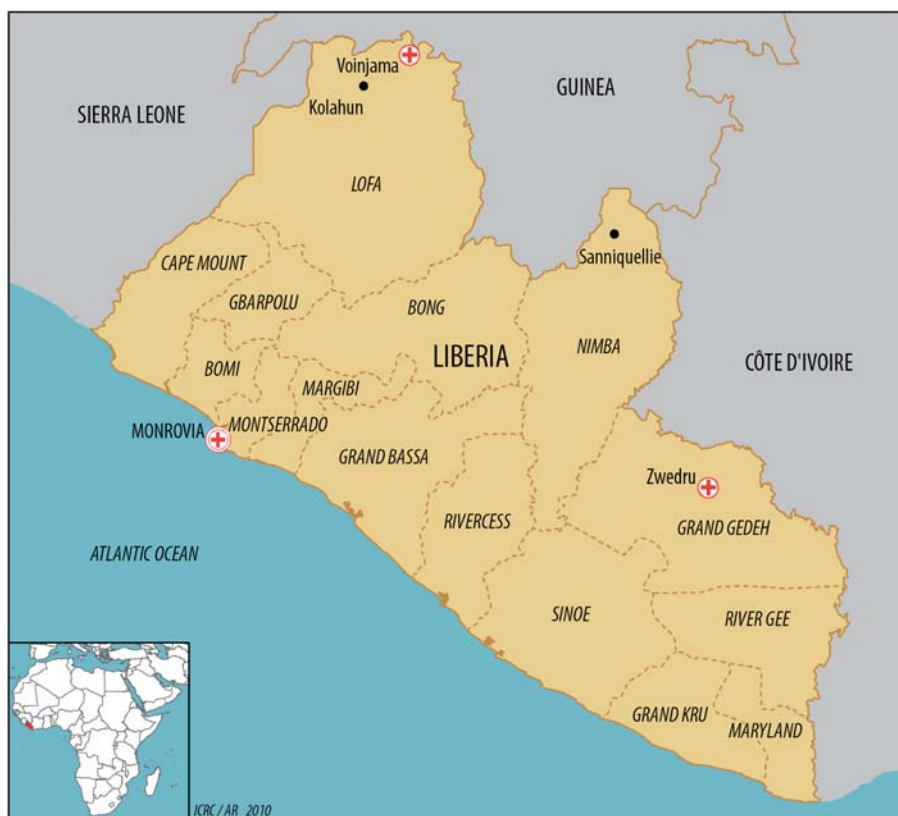 Voinjama
Kolahun
SIERRA LEONE
GUINEA
LOFA
Sanniquellie
CAPE MOUNT
GBARPOLU
BONG
LIBERIA
NIMBA
CÔTE D'IVOIRE
BOMI
MARGIBI
MONROVIA
MONTSERRADO
GRAND BASSA
Zwedru
RIVERCESS
GRAND GEDEH
ATLANTIC OCEAN
SINOE
RIVER GEE
GRAND KRU
MARYLAND
ICRC / AR 2010